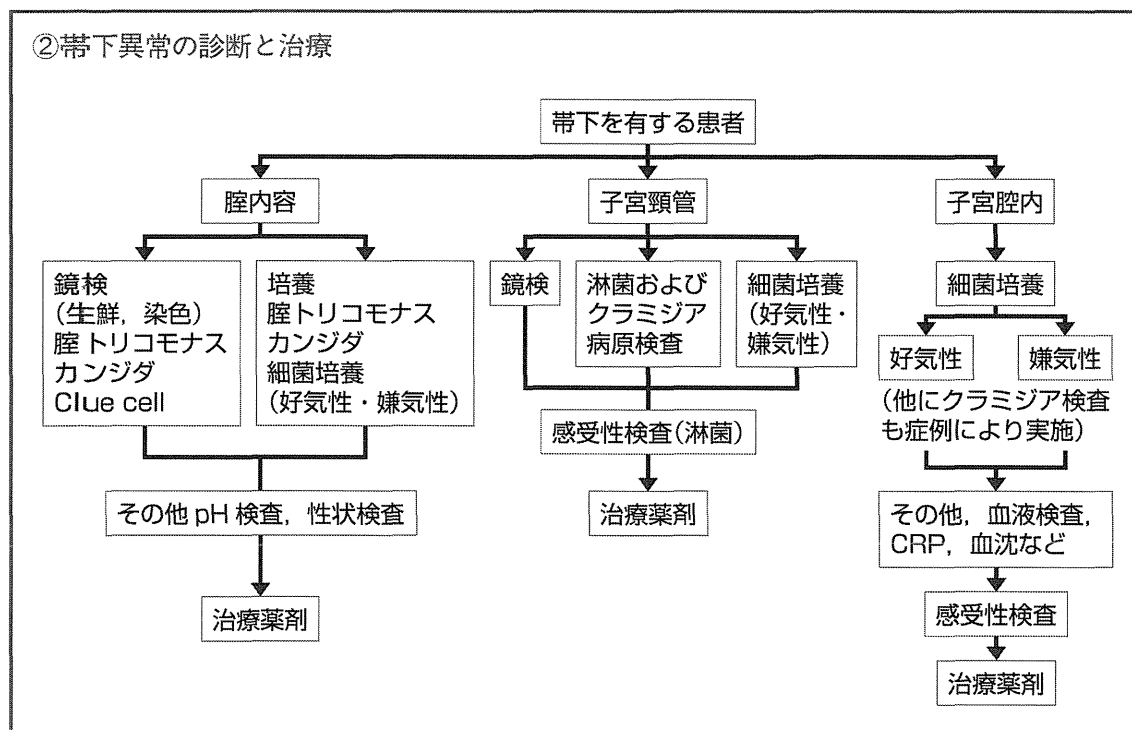 ②帯下異常の診断と治療
帯下を有する患者
腟内容
子宮頸管
子宮腔内
鏡検
(生鮮，染色)
腟トリコモナス
カンジダ
Clue cell
培養
腟トリコモナス
カンジダ
細菌培養
(好気性・嫌気性)
鏡検
淋菌および
クラミジア
病原検査
細菌培養
(好気性・
嫌気性)
細菌培養
好気性
嫌気性
(他にクラミジア検査
も症例により実施)
感受性検査(淋菌)
その他 pH 検査，性状検査
治療薬剤
その他，血液検査，
CRP，血沈など
治療薬剤
感受性検査
治療薬剤